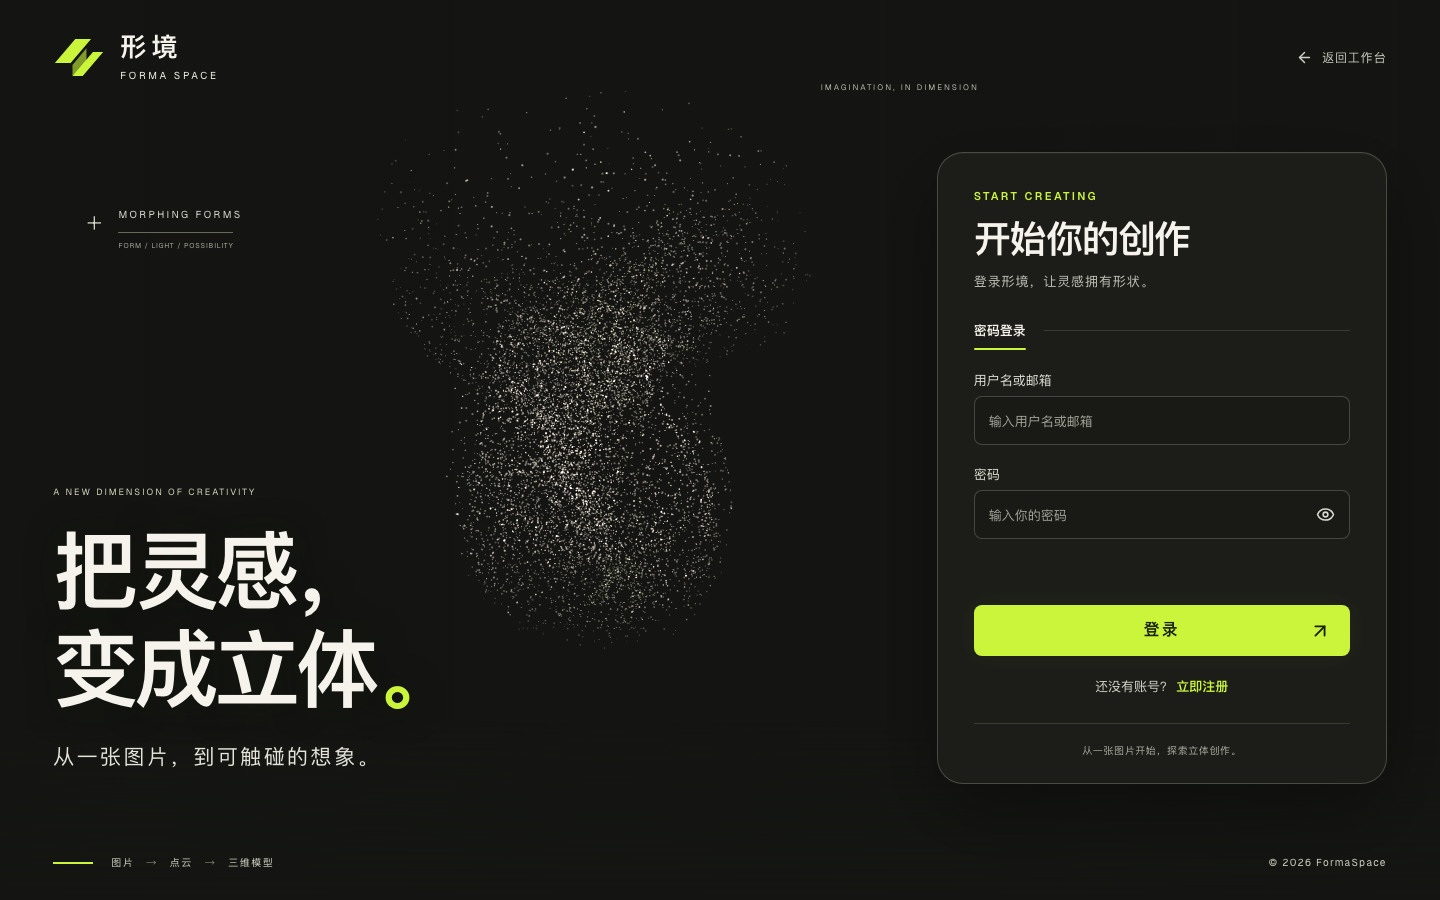 形境
FORMA SPACE
返回工作台
IMAGINATION, IN DIMENSION
MORPHING FORMS
FORM / LIGHT / POSSIBILITY
A NEW DIMENSION OF CREATIVITY
把灵感，
变成立体。
从一张图片，到可触碰的想象。
图片 → 点云 → 三维模型
START CREATING
开始你的创作
登录形境，让灵感拥有形状。
密码登录
用户名或邮箱
输入用户名或邮箱
密码
输入你的密码
登录
还没有账号？ 立即注册
从一张图片开始，探索立体创作。
© 2026 FormaSpace